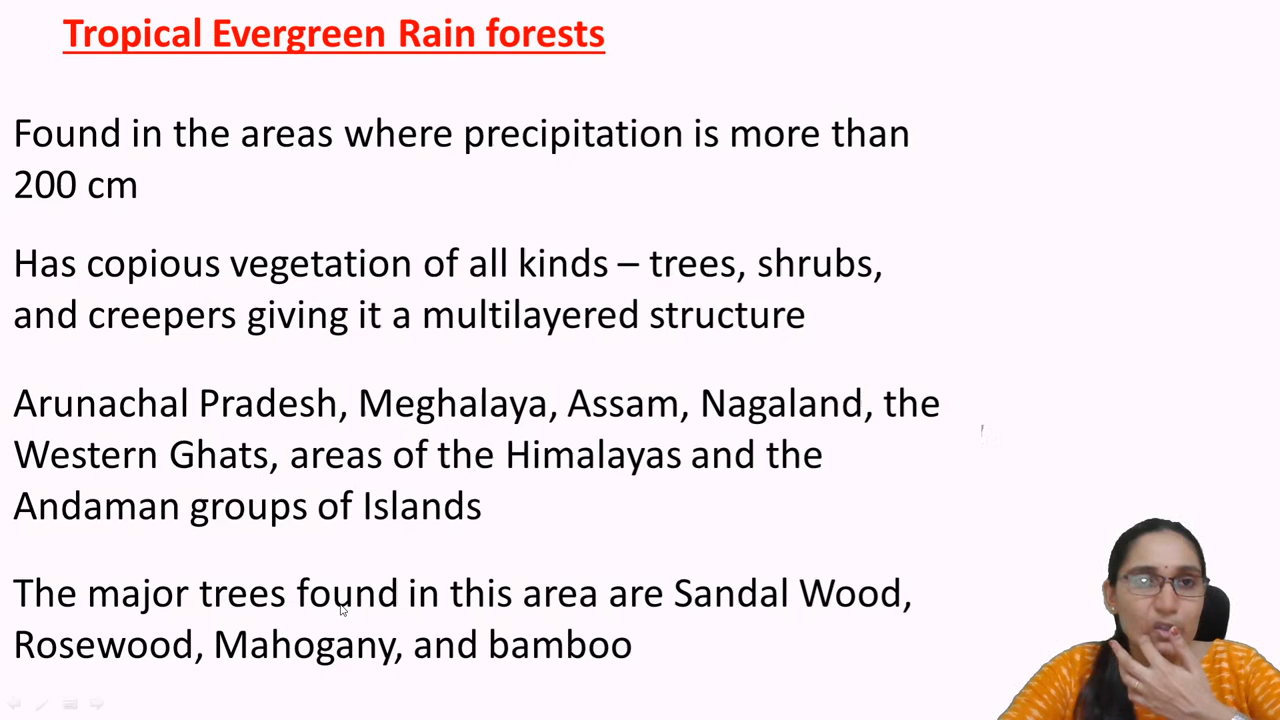 Tropical Evergreen Rain forests
Found in the areas where precipitation is more than
200 cm
Has copious vegetation of all kinds – trees, shrubs,
and creepers giving it a multilayered structure
Arunachal Pradesh, Meghalaya, Assam, Nagaland, the
Western Ghats, areas of the Himalayas and the
Andaman groups of Islands
The major trees found in this area are Sandal Wood,
Rosewood, Mahogany, and bamboo